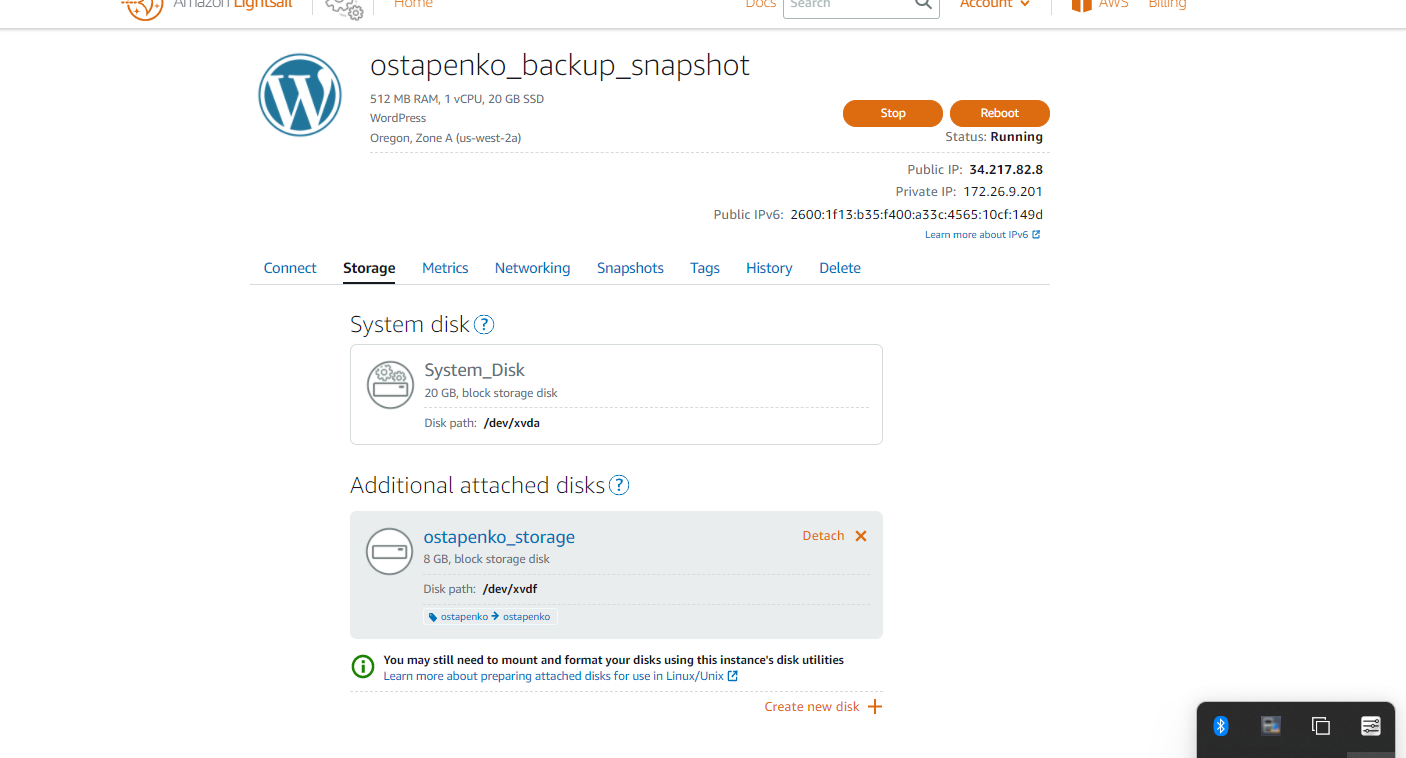 Amazon Lightsail
Home
Docs
Search
Account
AWS
Billing
ostapenko_backup_snapshot
512 MB RAM, 1 vCPU, 20 GB SSD
WordPress
Oregon, Zone A (us-west-2a)
Stop
Reboot
Status: Running
Public IP: 34.217.82.8
Private IP: 172.26.9.201
Public IPv6: 2600:1f13:b35:f400:a33c:4565:10cf:149d
Learn more about IPv6
Connect Storage Metrics Networking Snapshots Tags History Delete
System disk ?
System_Disk
20 GB, block storage disk
Disk path: /dev/xvda
Additional attached disks ?
ostapenko_storage
Detach
8 GB, block storage disk
Disk path: /dev/xvdf
ostapenko → ostapenko
You may still need to mount and format your disks using this instance's disk utilities
Learn more about preparing attached disks for use in Linux/Unix
Create new disk +